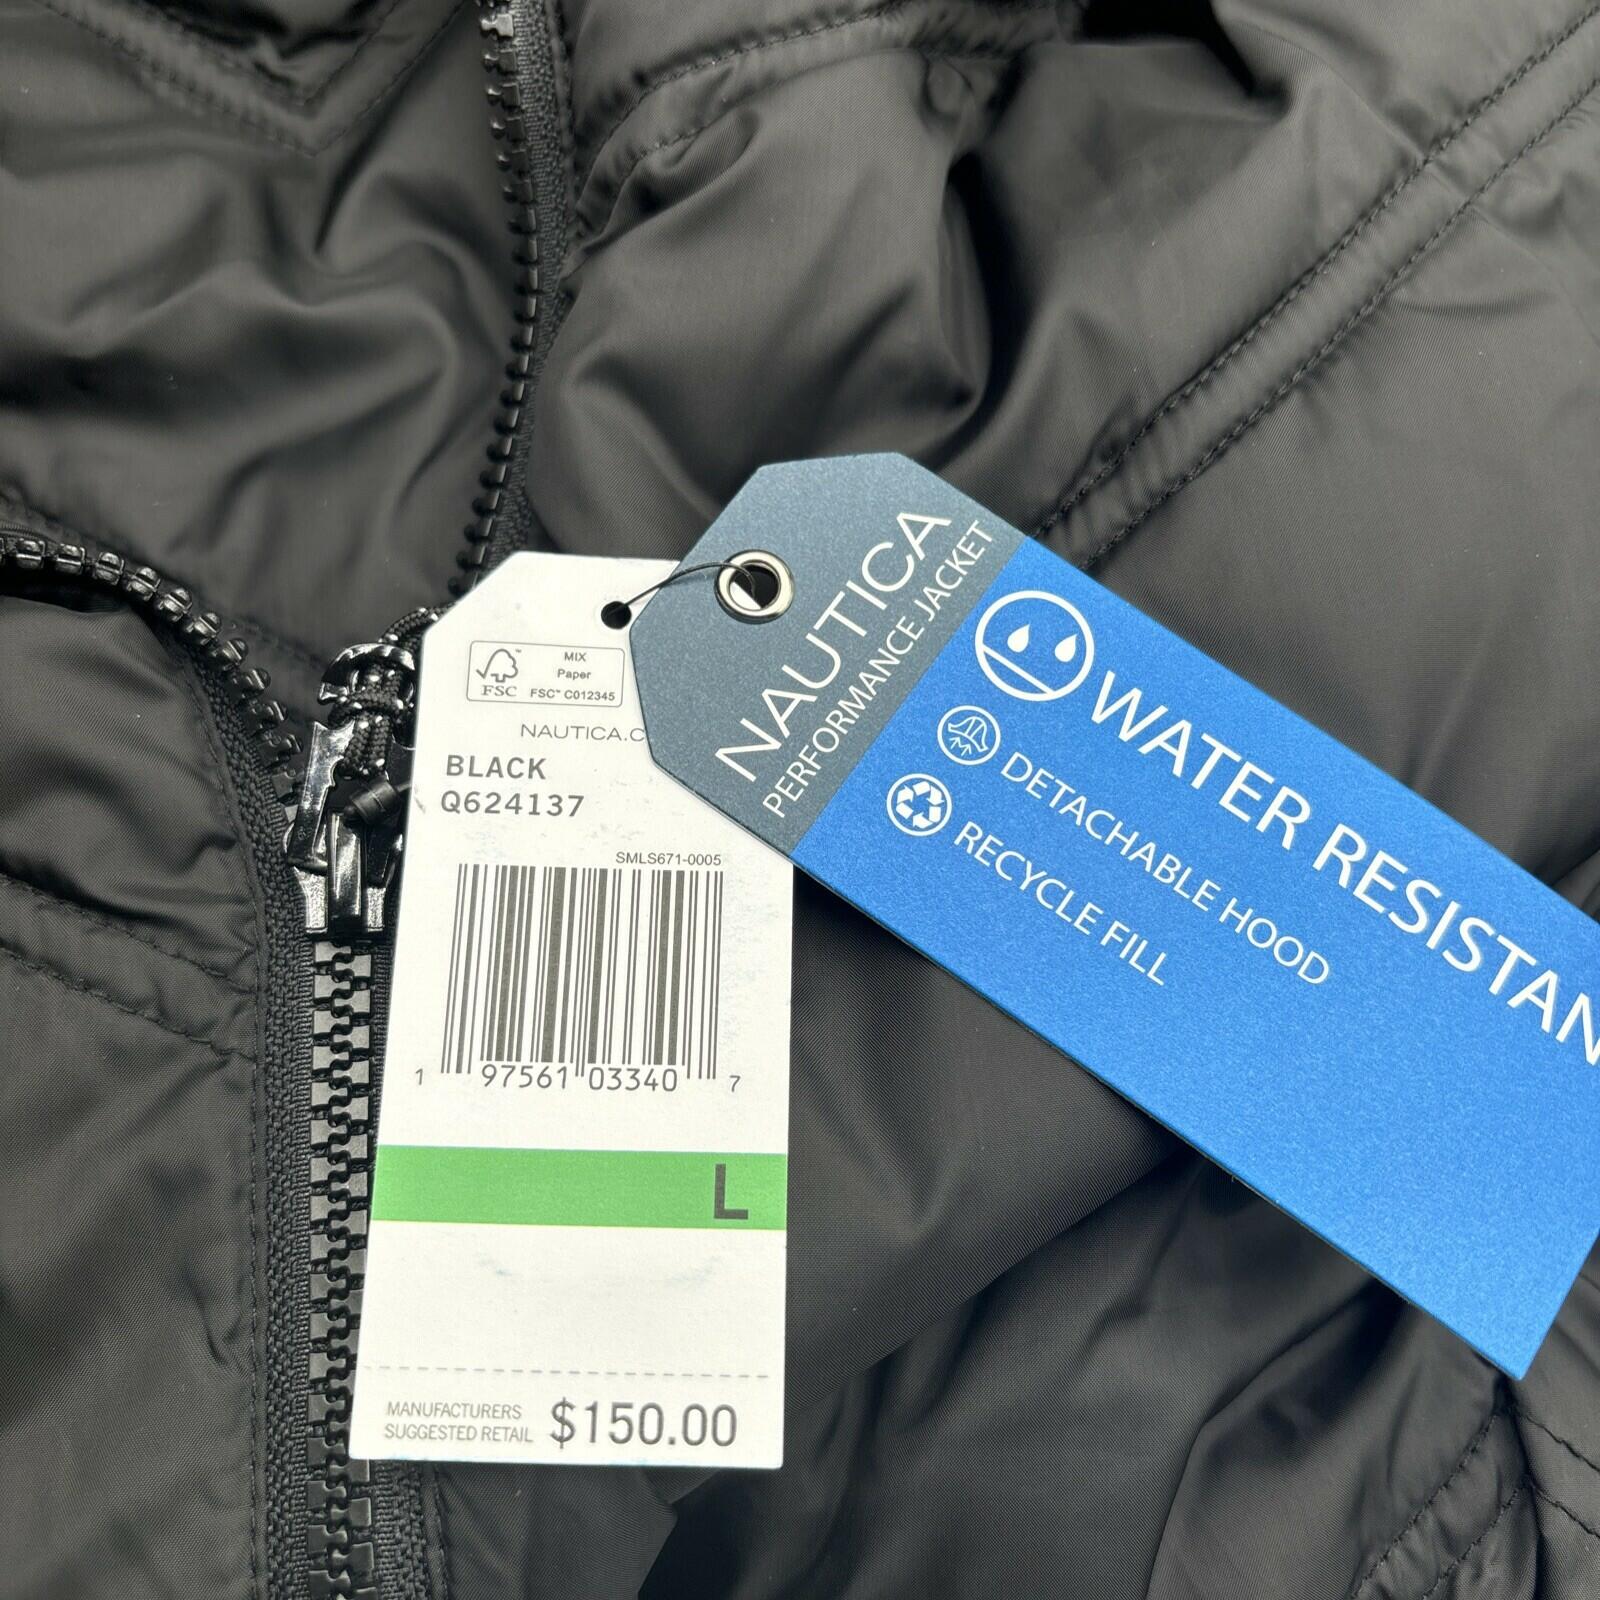 MIX
Paper
FSC™ C012345
FSC
NAUTICA.C
BLACK
Q624137
SMLS671-0005
1 97561 03340 7
L
MANUFACTURERS
SUGGESTED RETAIL $150.00
NAUTICA
PERFORMANCE JACKET
WATER RESISTAN
DETACHABLE HOOD
RECYCLE FILL